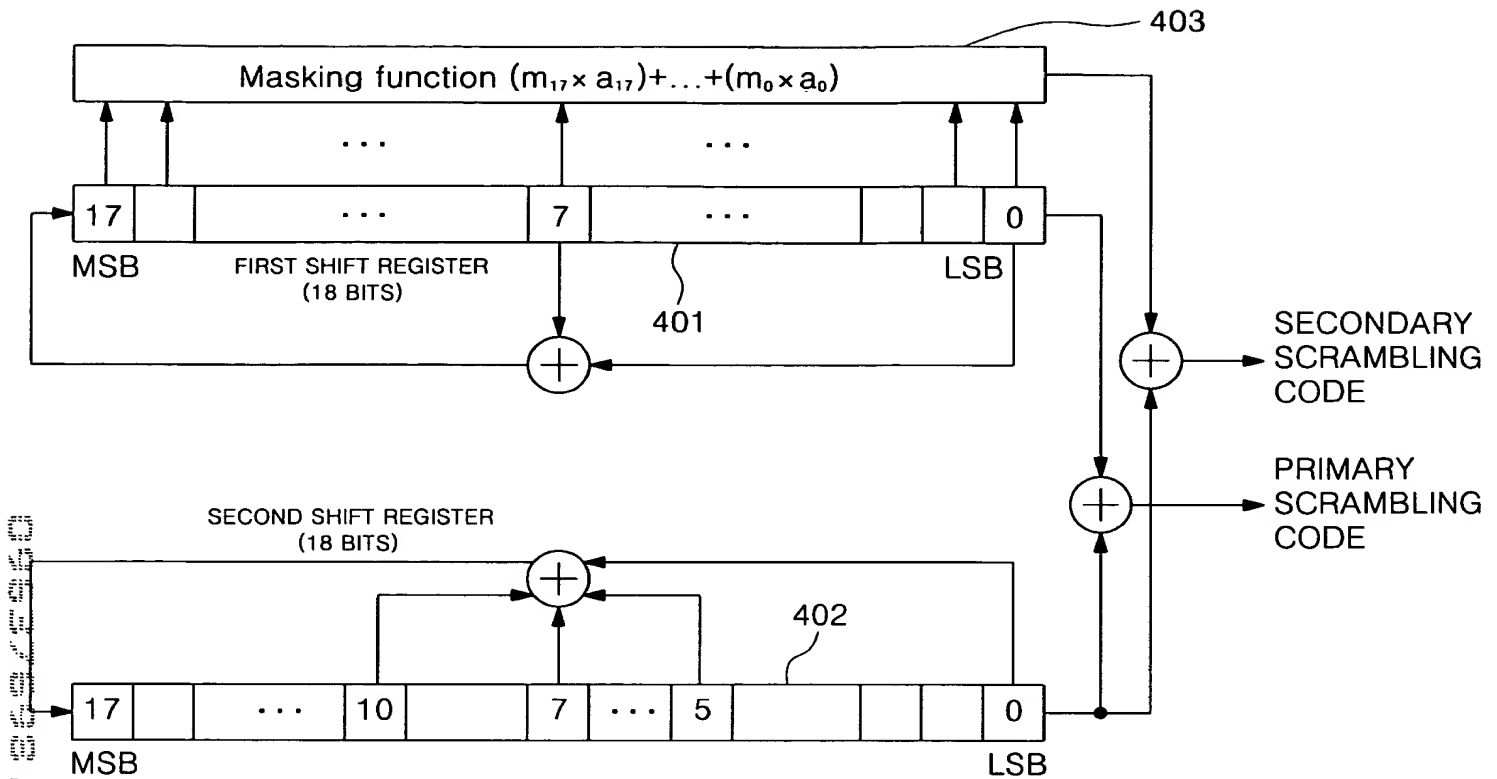 403
Masking function (m₁₇× a₁₇)+...+(m₀× a₀)
... ...
17 ... 7 ... 0
MSB
FIRST SHIFT REGISTER
(18 BITS)
LSB
401
SECONDARY
SCRAMBLING
CODE
PRIMARY
SCRAMBLING
CODE
SECOND SHIFT REGISTER
(18 BITS)
402
17 ... 10 7 ... 5 0
MSB
LSB